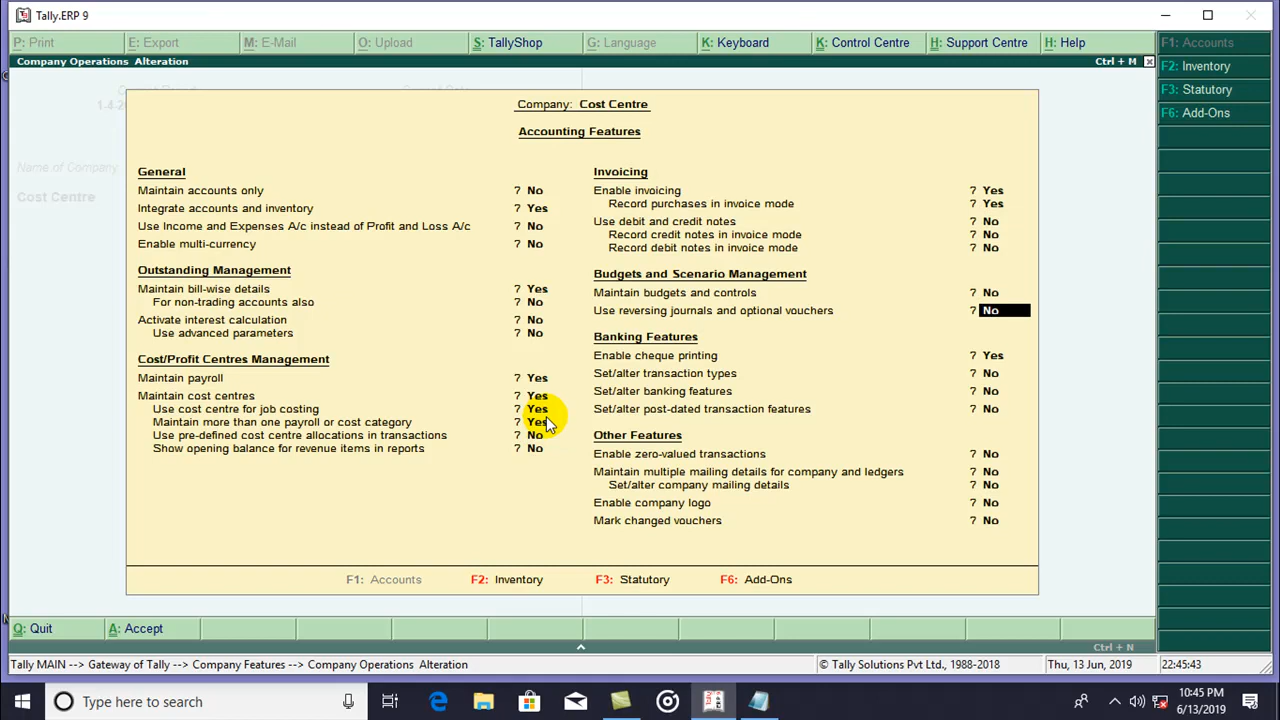 Tally.ERP 9
P: Print E: Export M: E-Mail O: Upload S: TallyShop G: Language K: Keyboard K: Control Centre H: Support Centre H: Help
F1: Accounts
F2: Inventory
F3: Statutory
F6: Add-Ons
Company Operations Alteration Ctrl + M
Name of Company
Cost Centre
Company: Cost Centre
Accounting Features
General
Maintain accounts only ? No
Integrate accounts and inventory ? Yes
Use Income and Expenses A/c instead of Profit and Loss A/c ? No
Enable multi-currency ? No
Outstanding Management
Maintain bill-wise details ? Yes
For non-trading accounts also ? No
Activate interest calculation ? No
Use advanced parameters ? No
Cost/Profit Centres Management
Maintain payroll ? Yes
Maintain cost centres ? Yes
Use cost centre for job costing ? Yes
Maintain more than one payroll or cost category ? Yes
Use pre-defined cost centre allocations in transactions ? No
Show opening balance for revenue items in reports ? No
Invoicing
Enable invoicing ? Yes
Record purchases in invoice mode ? Yes
Use debit and credit notes ? No
Record credit notes in invoice mode ? No
Record debit notes in invoice mode ? No
Budgets and Scenario Management
Maintain budgets and controls ? No
Use reversing journals and optional vouchers ? No
Banking Features
Enable cheque printing ? Yes
Set/alter transaction types ? No
Set/alter banking features ? No
Set/alter post-dated transaction features ? No
Other Features
Enable zero-valued transactions ? No
Maintain multiple mailing details for company and ledgers ? No
Set/alter company mailing details ? No
Enable company logo ? No
Mark changed vouchers ? No
F1: Accounts F2: Inventory F3: Statutory F6: Add-Ons
Q: Quit A: Accept
Ctrl + N
Tally MAIN --> Gateway of Tally --> Company Features --> Company Operations Alteration © Tally Solutions Pvt Ltd., 1988-2018 Thu, 13 Jun, 2019 22:45:43
Type here to search
10:45 PM
6/13/2019